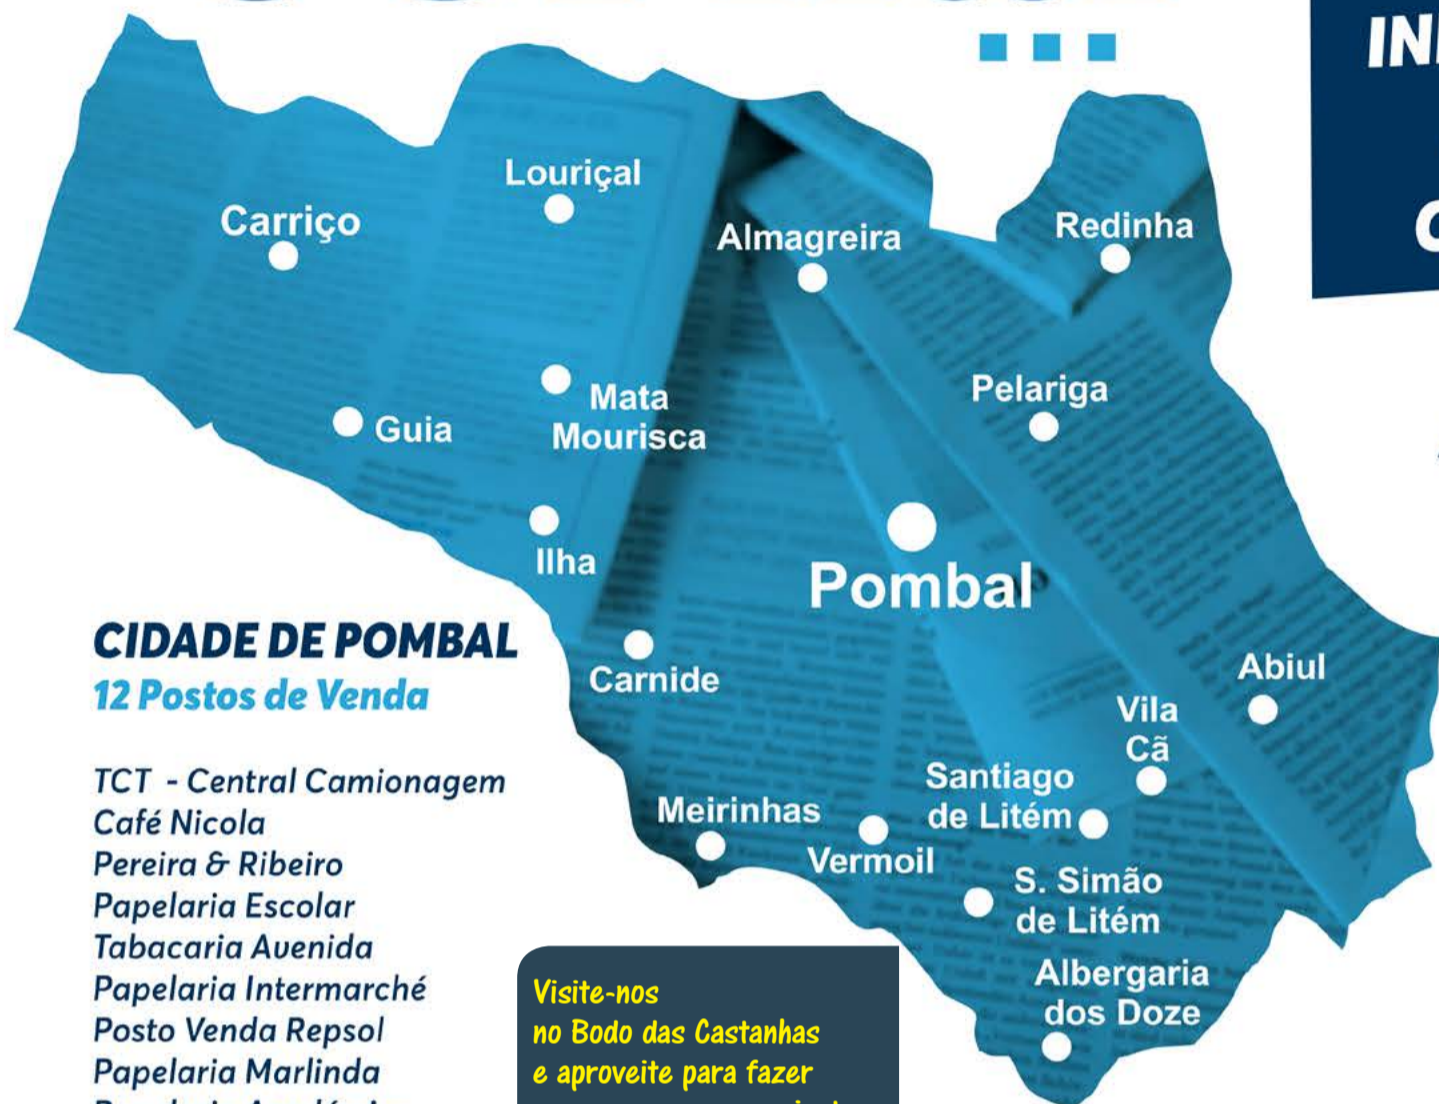 Louriçal
Carriço
Almagreira
Redinha
Mata
Mourisca
Guia
Pelariga
Ilha
Pombal
Carnide
Abiul
Vila
Cã
Santiago
de Litém
Meirinhas
Vermoil
S. Simão
de Litém
Albergaria
dos Doze
CIDADE DE POMBAL
12 Postos de Venda
TCT - Central Camionagem
Café Nicola
Pereira & Ribeiro
Papelaria Escolar
Tabacaria Avenida
Papelaria Intermarché
Posto Venda Repsol
Papelaria Marlinda
Visite-nos
no Bodo das Castanhas
e aproveite para fazer